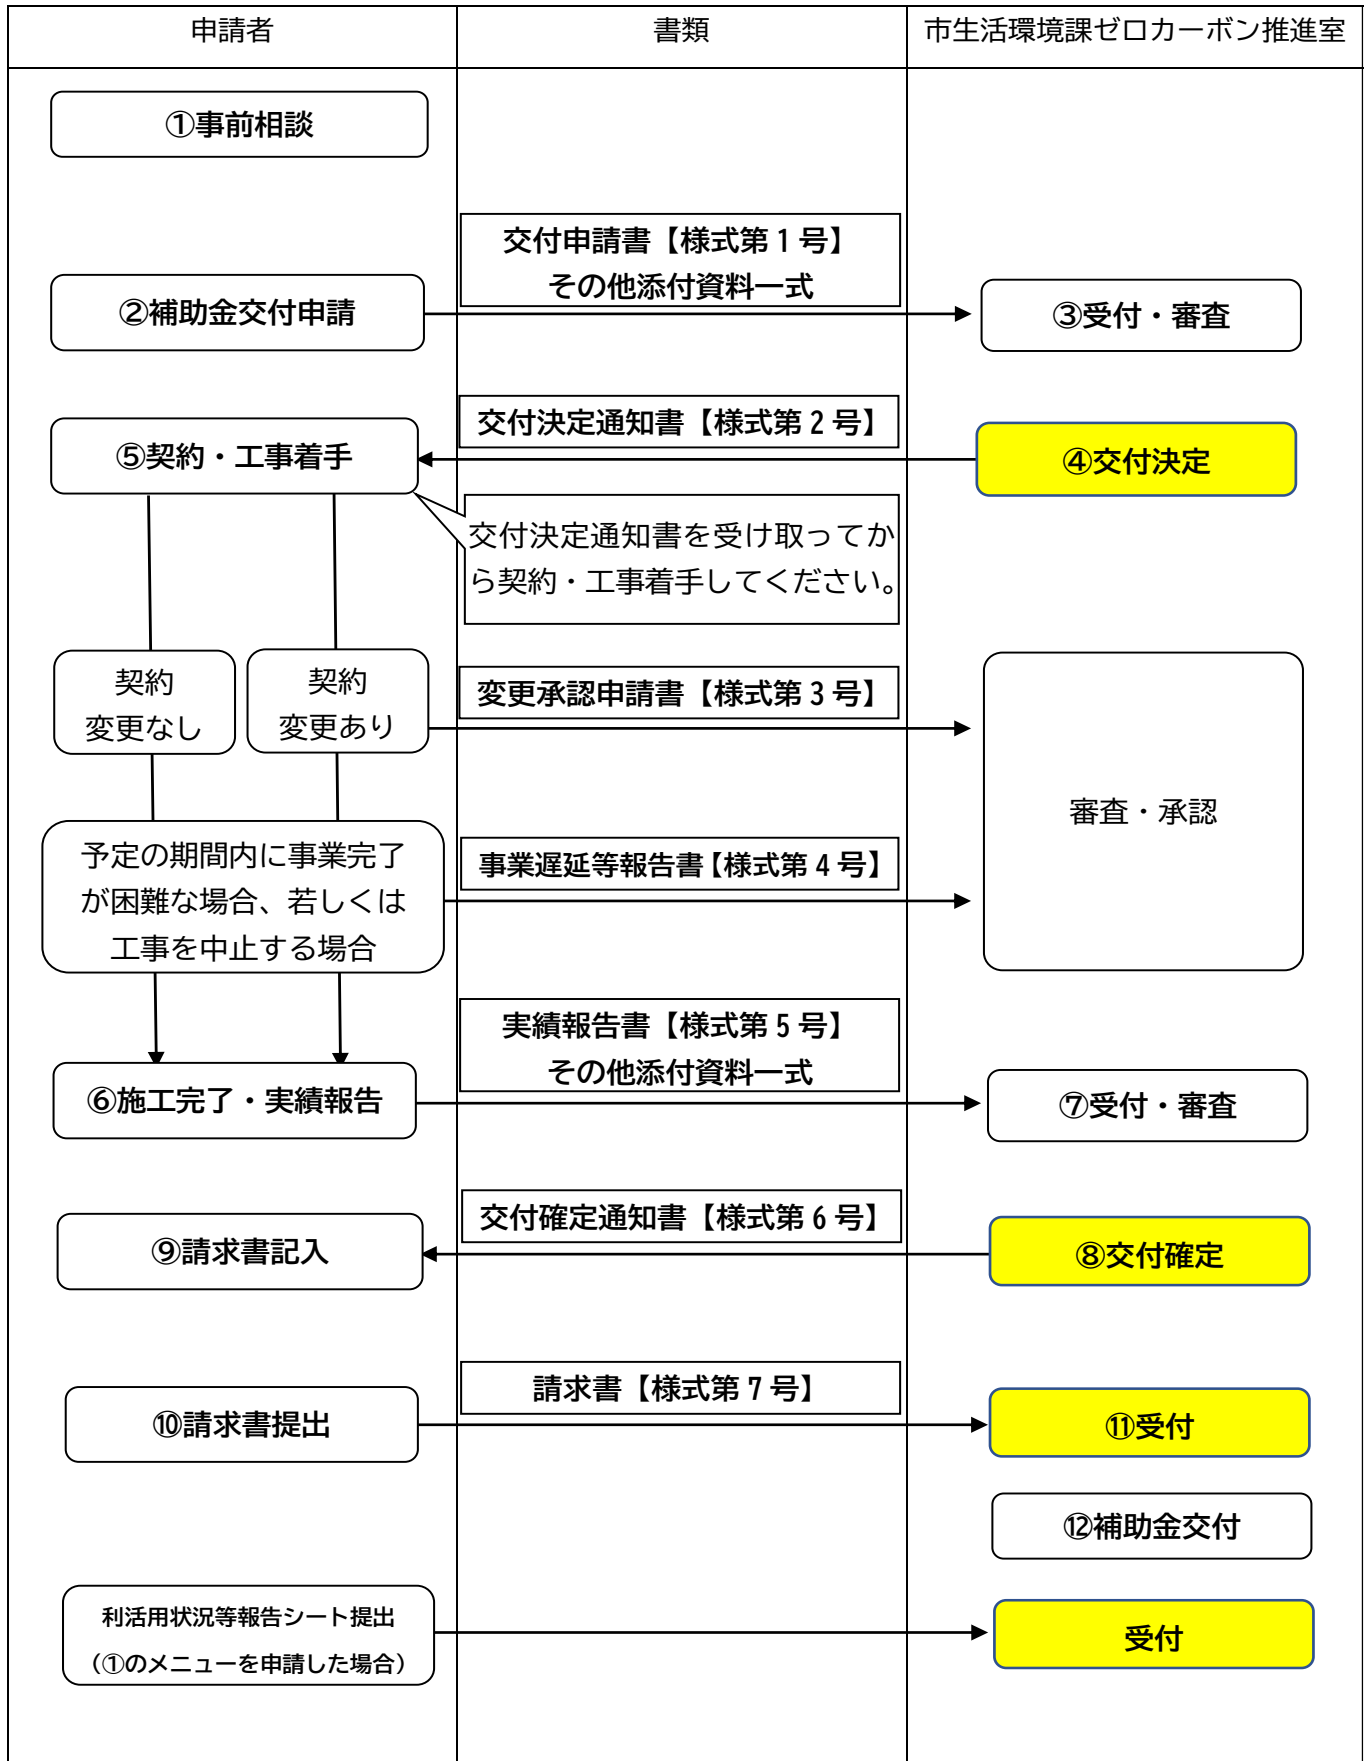 申請者
書類
市生活環境課ゼロカーボン推進室
①事前相談
交付申請書【様式第1号】
その他添付資料一式
②補助金交付申請
③受付・審査
交付決定通知書【様式第2号】
⑤契約・工事着手
④交付決定
交付決定通知書を受け取ってか
ら契約・工事着手してください。
契約
変更なし
契約
変更あり
変更承認申請書【様式第3号】
審査・承認
予定の期間内に事業完了
が困難な場合、若しくは
工事を中止する場合
事業遅延等報告書【様式第4号】
実績報告書【様式第5号】
その他添付資料一式
⑥施工完了・実績報告
⑦受付・審査
交付確定通知書【様式第6号】
⑨請求書記入
⑧交付確定
請求書【様式第7号】
⑩請求書提出
⑪受付
⑫補助金交付
利活用状況等報告シート提出
（①のメニューを申請した場合）
受付